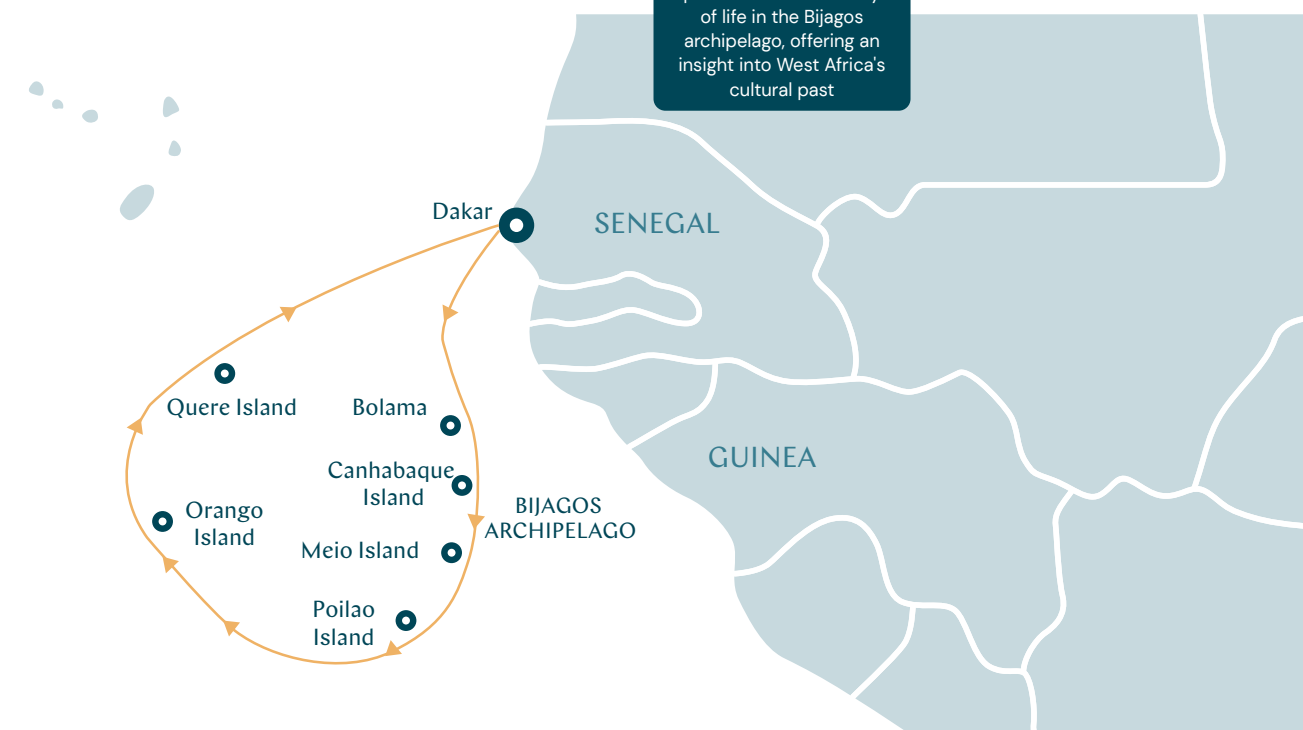 of life in the Bijagos
archipelago, offering an
insight into West Africa's
cultural past
Dakar
SENEGAL
Quere Island
Bolama
Canhabaque
Island
GUINEA
Orango
Island
BIJAGOS
ARCHIPELAGO
Meio Island
Poilao
Island